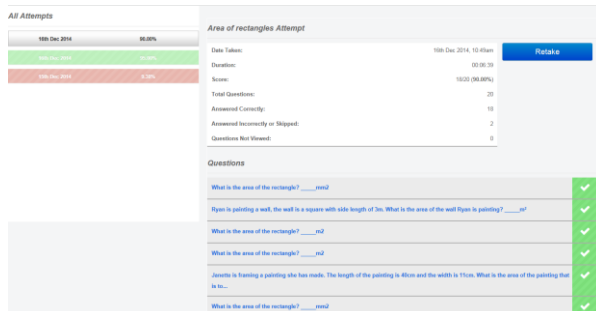 All Attempts
16th Dec 2014 90.00%
Area of rectangles Attempt
Date Taken: 16th Dec 2014, 10:45am
Duration: 00:06:39
Score: 18/20 (90.00%)
Total Questions: 20
Answered Correctly: 18
Answered Incorrectly or Skipped: 2
Questions Not Viewed: 0
Retake
Questions
What is the area of the rectangle? _____mm2
Ryan is painting a wall, the wall is a square with side length of 3m. What is the area of the wall Ryan is painting? _____m²
What is the area of the rectangle? _____m2
What is the area of the rectangle? _____m2
Janette is framing a painting she has made. The length of the painting is 40cm and the width is 11cm. What is the area of the painting that
is to...
What is the area of the rectangle? _____mm2